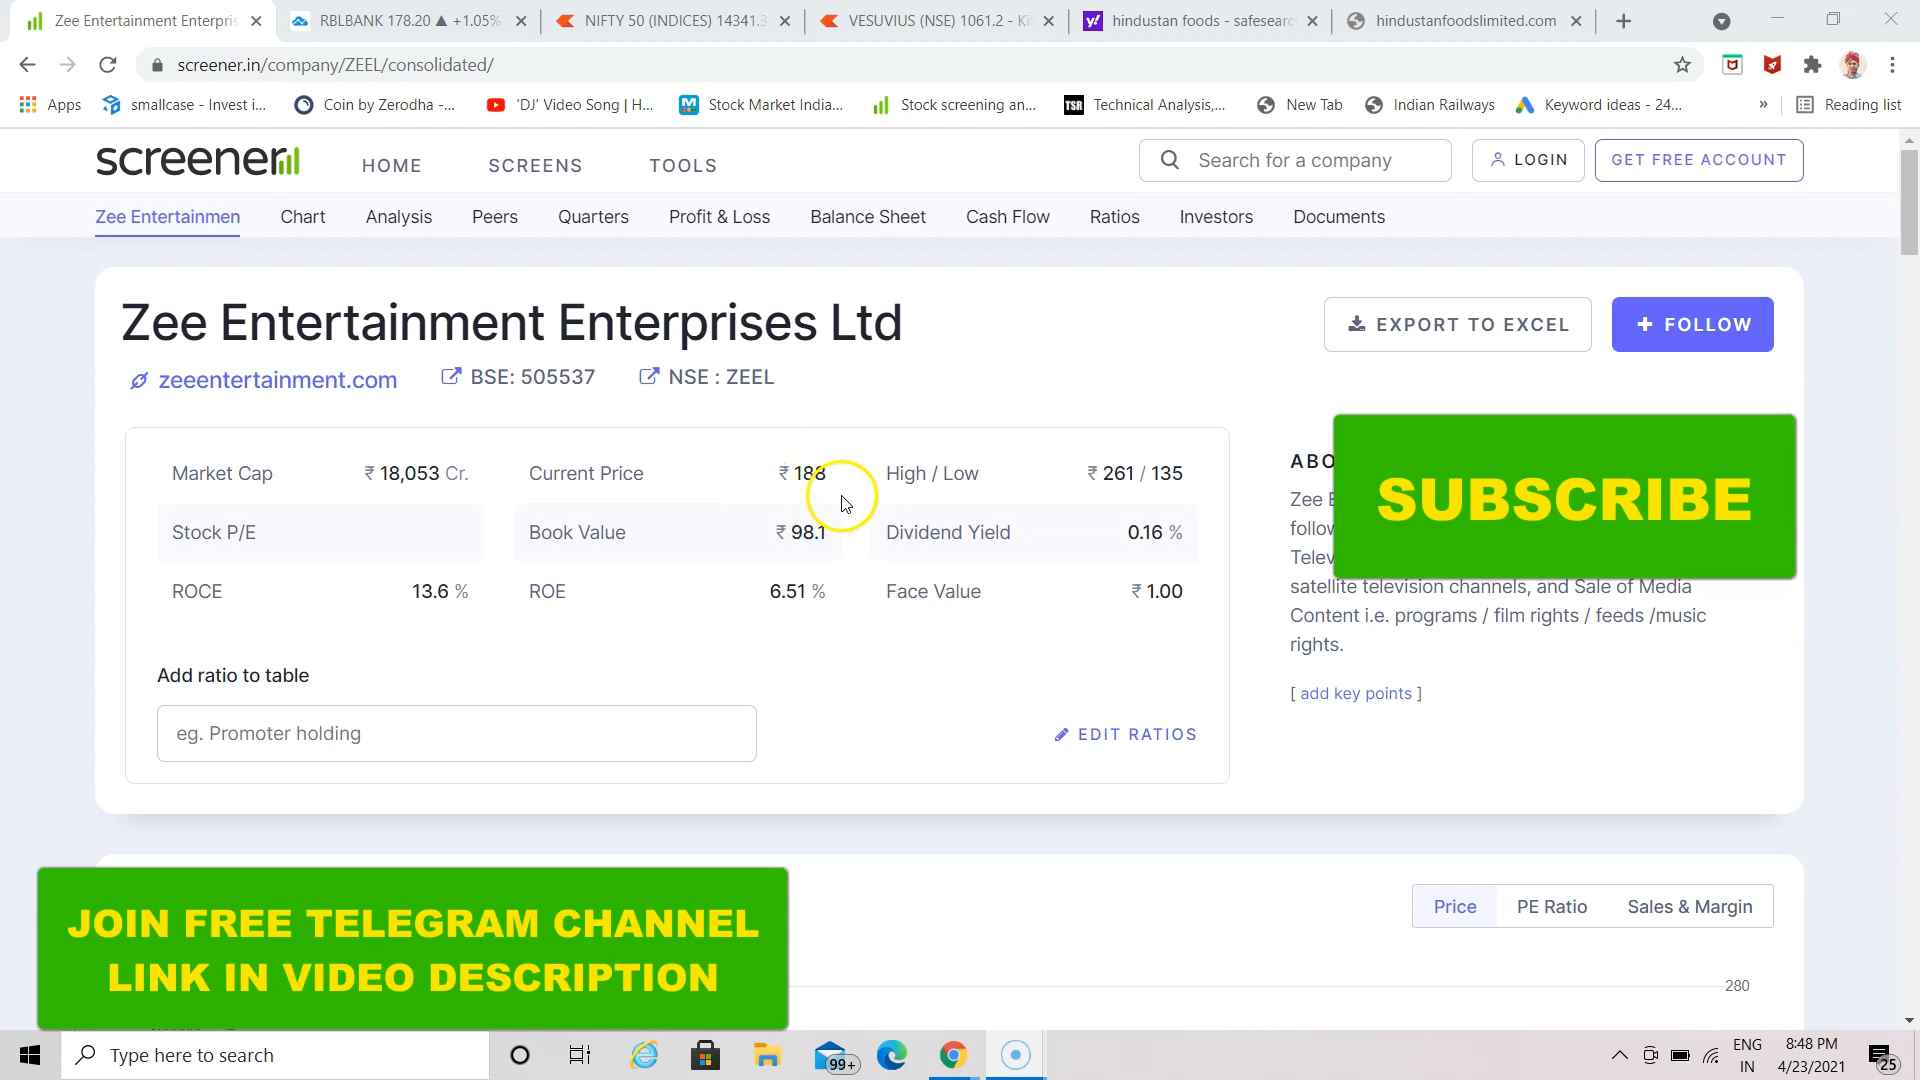 Zee Entertainment Enterpris
RBLBANK 178.20 ▲ +1.05%
NIFTY 50 (INDICES) 14341.3
VESUVIUS (NSE) 1061.2 - Ki
hindustan foods - safesearc
hindustanfoodslimited.com
screener.in/company/ZEEL/consolidated/
Apps
smallcase - Invest i...
Coin by Zerodha -...
'DJ' Video Song | H...
Stock Market India...
Stock screening an...
TSR
Technical Analysis,...
New Tab
Indian Railways
Keyword ideas - 24...
»
Reading list
screener
HOME
SCREENS
TOOLS
Search for a company
LOGIN
GET FREE ACCOUNT
Zee Entertainmen
Chart
Analysis
Peers
Quarters
Profit & Loss
Balance Sheet
Cash Flow
Ratios
Investors
Documents
Zee Entertainment Enterprises Ltd
EXPORT TO EXCEL
+ FOLLOW
zeeentertainment.com
BSE: 505537
NSE : ZEEL
Market Cap ₹ 18,053 Cr.
Current Price ₹ 188
High / Low ₹ 261 / 135
Stock P/E
Book Value ₹ 98.1
Dividend Yield 0.16 %
ROCE 13.6 %
ROE 6.51 %
Face Value ₹ 1.00
Add ratio to table
eg. Promoter holding
EDIT RATIOS
ABO
Zee E
follow
Telev
satellite television channels, and Sale of Media
Content i.e. programs / film rights / feeds /music
rights.
[ add key points ]
SUBSCRIBE
JOIN FREE TELEGRAM CHANNEL
LINK IN VIDEO DESCRIPTION
Price
PE Ratio
Sales & Margin
280
Type here to search
99+
ENG
IN
8:48 PM
4/23/2021
25